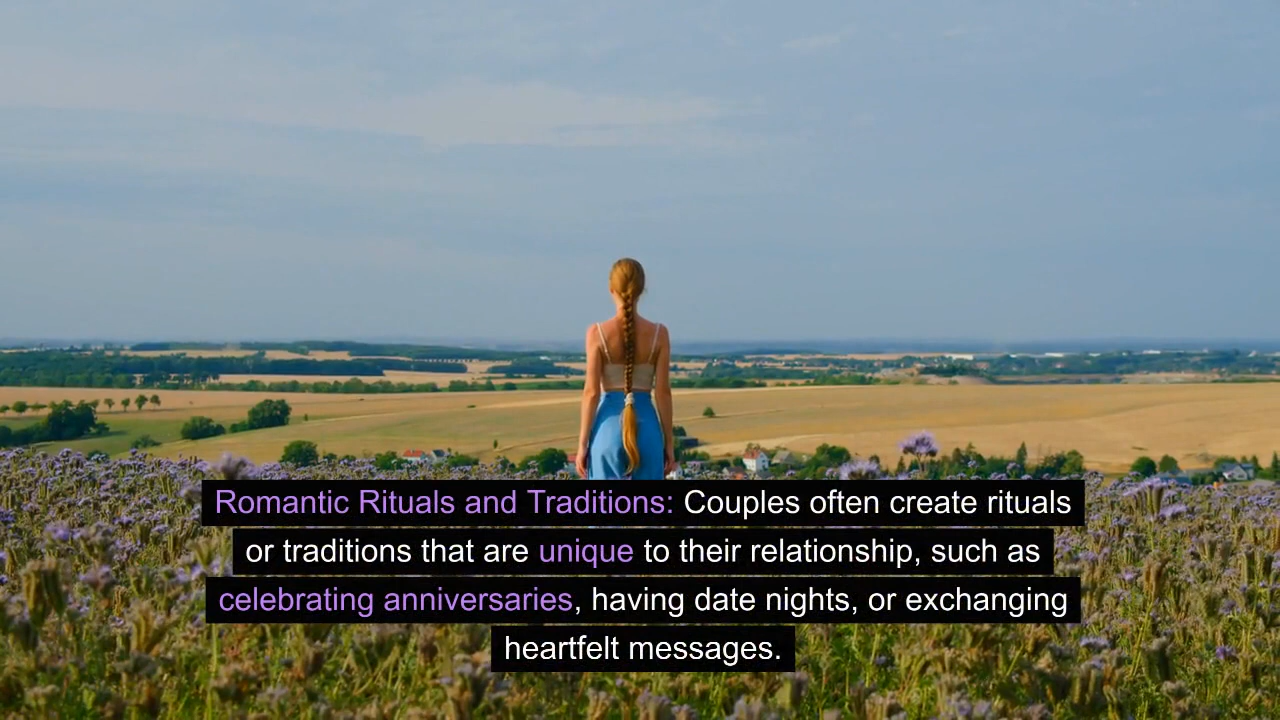 Romantic Rituals and Traditions: Couples often create rituals
or traditions that are unique to their relationship, such as
celebrating anniversaries, having date nights, or exchanging
heartfelt messages.